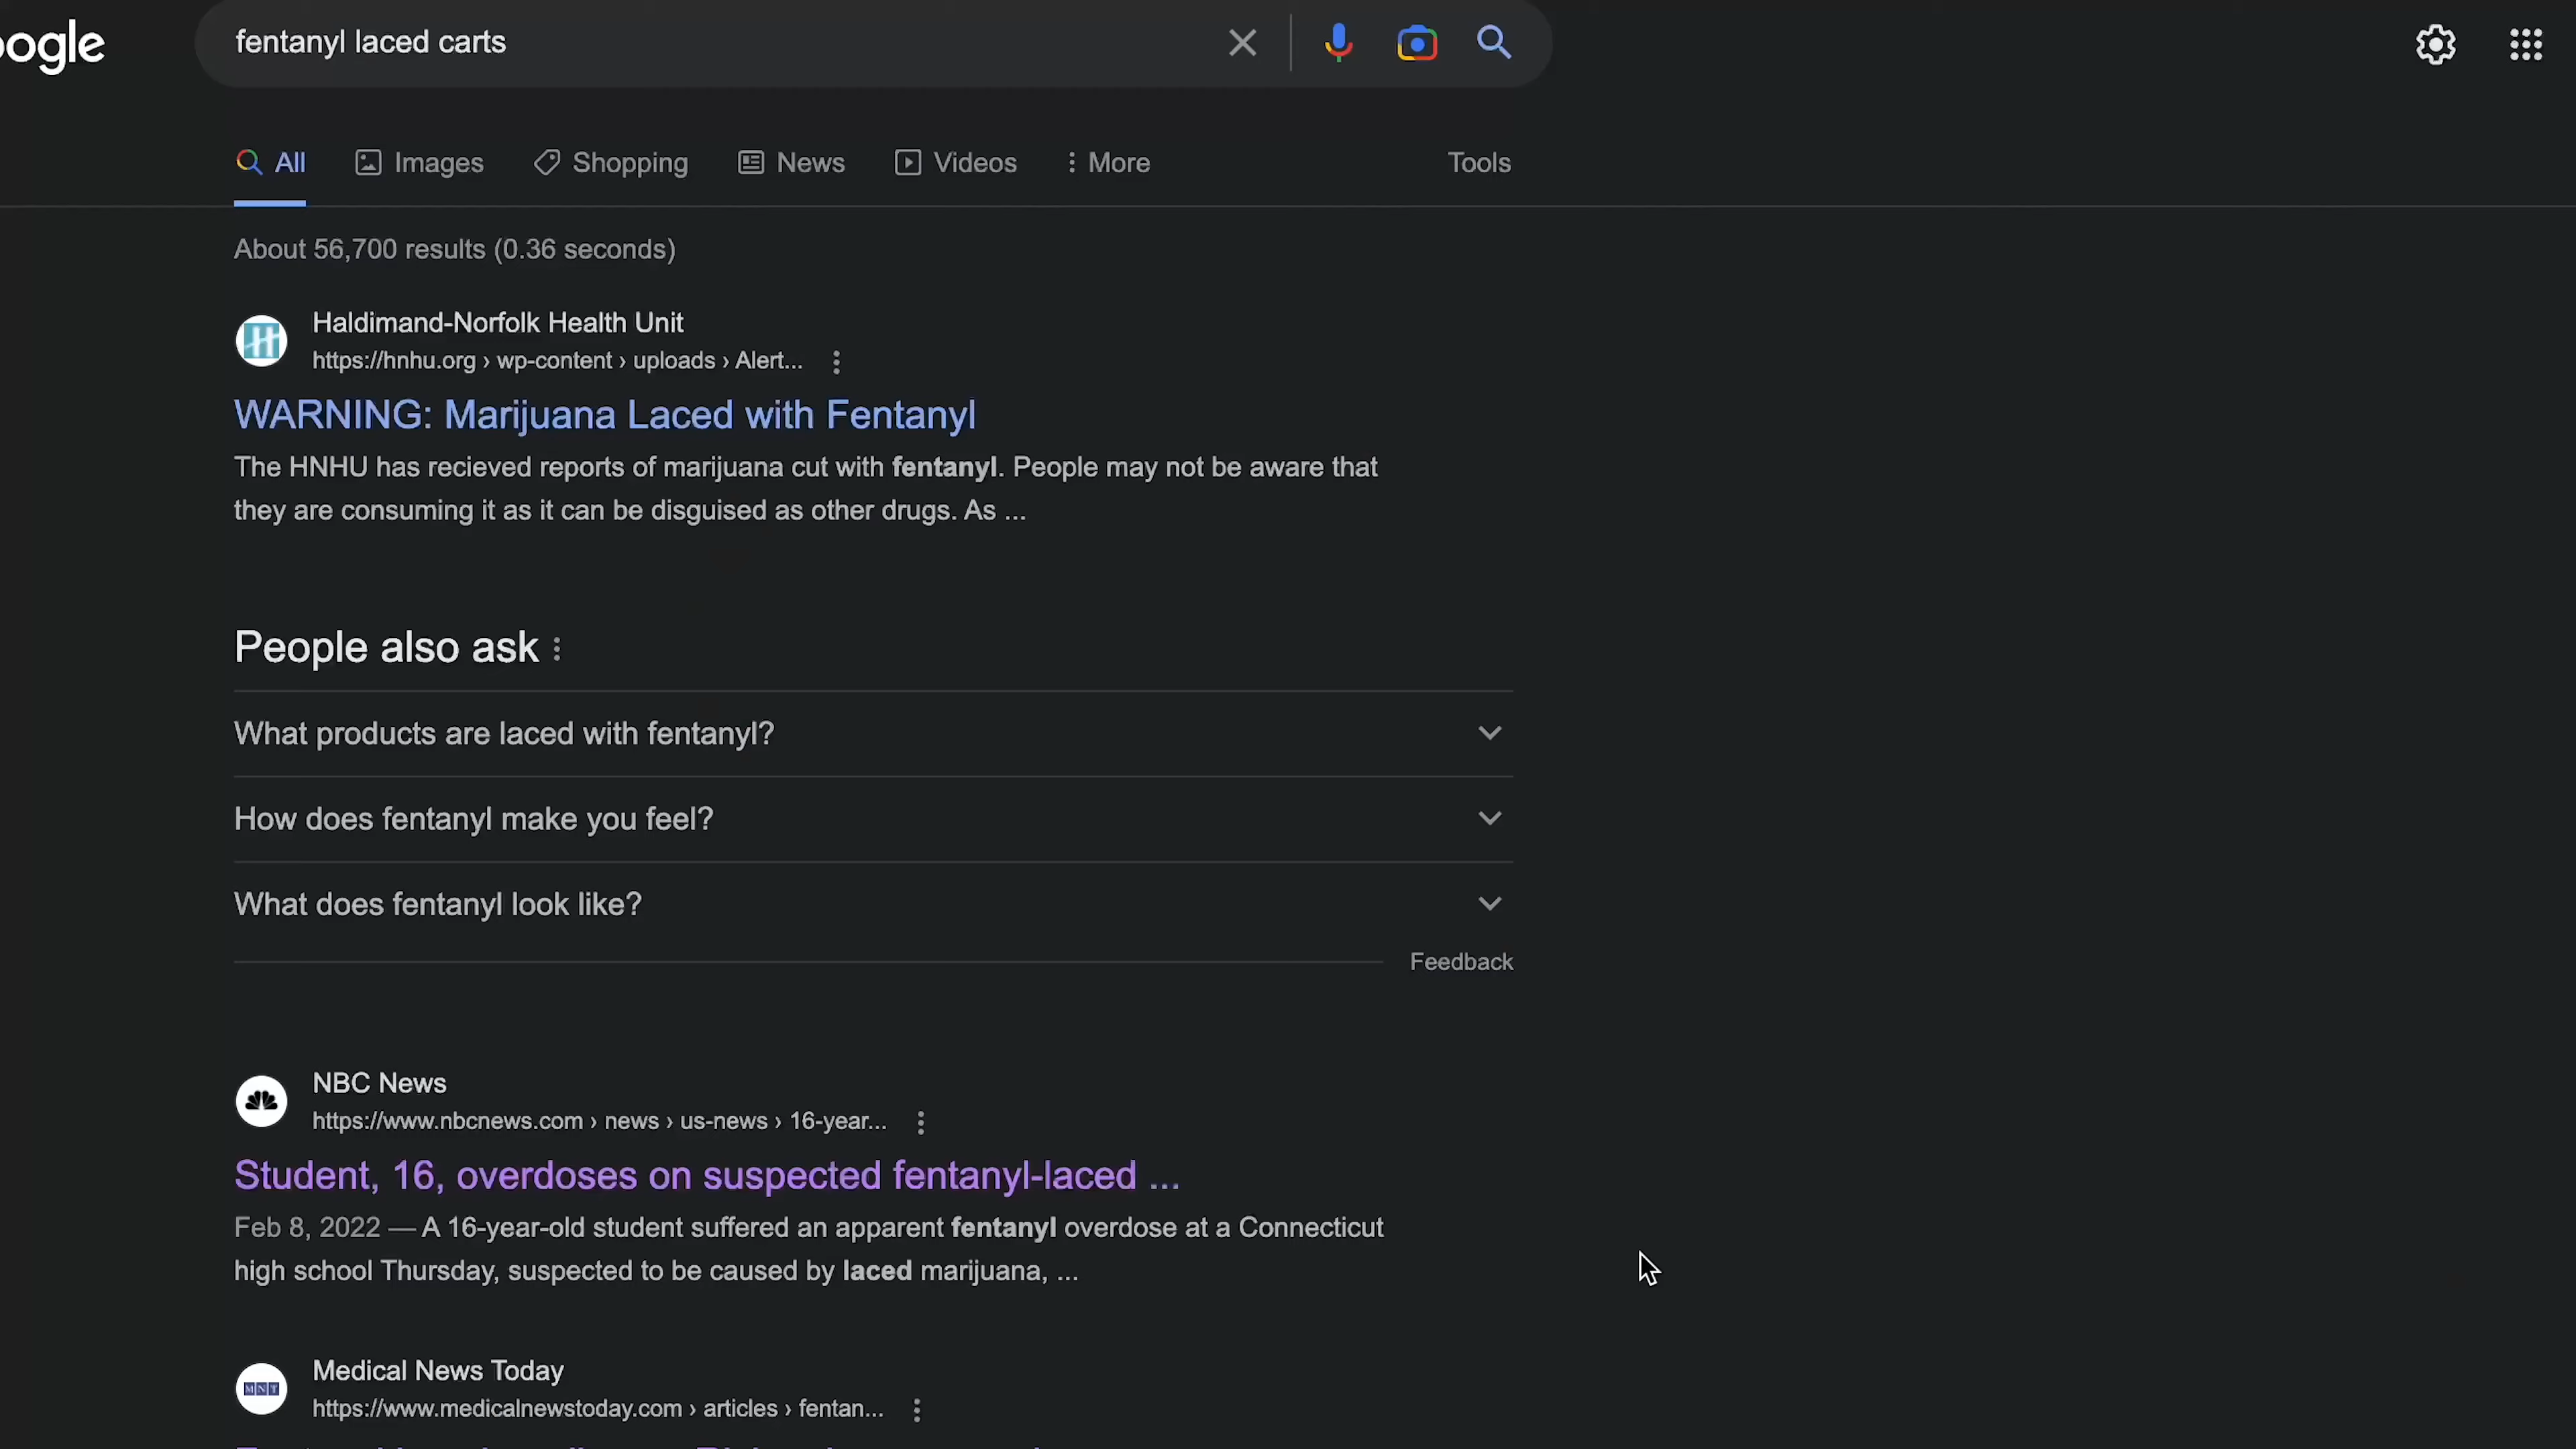 oogle
fentanyl laced carts
All Images Shopping News Videos More Tools
About 56,700 results (0.36 seconds)
Haldimand-Norfolk Health Unit
https://hnhu.org › wp-content › uploads › Alert...
WARNING: Marijuana Laced with Fentanyl
The HNHU has recieved reports of marijuana cut with fentanyl. People may not be aware that
they are consuming it as it can be disguised as other drugs. As ...
People also ask
What products are laced with fentanyl?
How does fentanyl make you feel?
What does fentanyl look like?
Feedback
NBC News
https://www.nbcnews.com › news › us-news › 16-year...
Student, 16, overdoses on suspected fentanyl-laced ...
Feb 8, 2022 — A 16-year-old student suffered an apparent fentanyl overdose at a Connecticut
high school Thursday, suspected to be caused by laced marijuana, ...
MNT
Medical News Today
https://www.medicalnewstoday.com › articles › fentan...